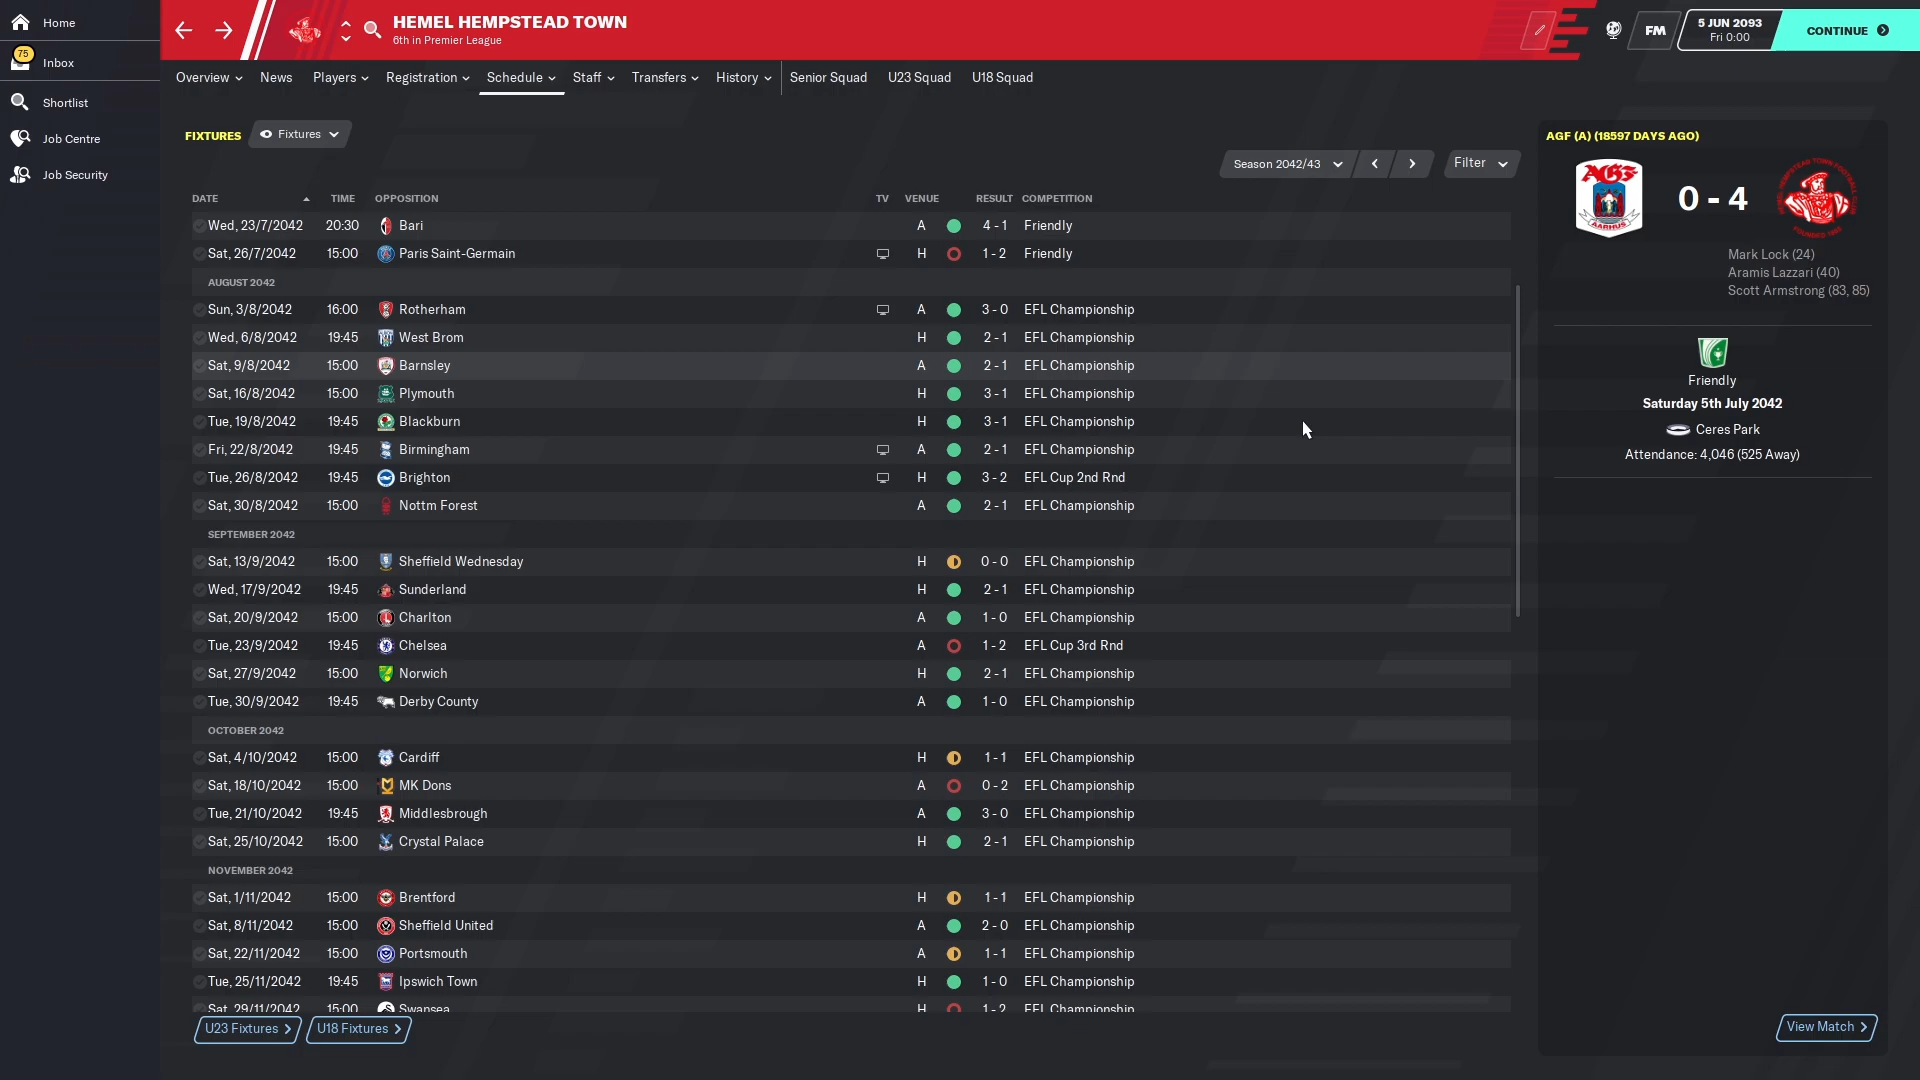 Home
75
Inbox
Shortlist
Job Centre
Job Security
HEMEL HEMPSTEAD TOWN
6th in Premier League
FM
5 JUN 2093
Fri 0:00
CONTINUE
Overview News Players Registration Schedule Staff Transfers History Senior Squad U23 Squad U18 Squad
FIXTURES Fixtures
Season 2042/43 Filter
DATE TIME OPPOSITION TV VENUE RESULT COMPETITION
Wed, 23/7/2042 20:30 Bari A 4 - 1 Friendly
Sat, 26/7/2042 15:00 Paris Saint-Germain H 1 - 2 Friendly
AUGUST 2042
Sun, 3/8/2042 16:00 Rotherham A 3 - 0 EFL Championship
Wed, 6/8/2042 19:45 West Brom H 2 - 1 EFL Championship
Sat, 9/8/2042 15:00 Barnsley A 2 - 1 EFL Championship
Sat, 16/8/2042 15:00 Plymouth H 3 - 1 EFL Championship
Tue, 19/8/2042 19:45 Blackburn H 3 - 1 EFL Championship
Fri, 22/8/2042 19:45 Birmingham A 2 - 1 EFL Championship
Tue, 26/8/2042 19:45 Brighton H 3 - 2 EFL Cup 2nd Rnd
Sat, 30/8/2042 15:00 Nottm Forest A 2 - 1 EFL Championship
SEPTEMBER 2042
Sat, 13/9/2042 15:00 Sheffield Wednesday H 0 - 0 EFL Championship
Wed, 17/9/2042 19:45 Sunderland H 2 - 1 EFL Championship
Sat, 20/9/2042 15:00 Charlton A 1 - 0 EFL Championship
Tue, 23/9/2042 19:45 Chelsea A 1 - 2 EFL Cup 3rd Rnd
Sat, 27/9/2042 15:00 Norwich H 2 - 1 EFL Championship
Tue, 30/9/2042 19:45 Derby County A 1 - 0 EFL Championship
OCTOBER 2042
Sat, 4/10/2042 15:00 Cardiff H 1 - 1 EFL Championship
Sat, 18/10/2042 15:00 MK Dons A 0 - 2 EFL Championship
Tue, 21/10/2042 19:45 Middlesbrough A 3 - 0 EFL Championship
Sat, 25/10/2042 15:00 Crystal Palace H 2 - 1 EFL Championship
NOVEMBER 2042
Sat, 1/11/2042 15:00 Brentford H 1 - 1 EFL Championship
Sat, 8/11/2042 15:00 Sheffield United A 2 - 0 EFL Championship
Sat, 22/11/2042 15:00 Portsmouth A 1 - 1 EFL Championship
Tue, 25/11/2042 19:45 Ipswich Town H 1 - 0 EFL Championship
Sat, 29/11/2042 15:00 Swansea H 1 - 2 EFL Championship
U23 Fixtures U18 Fixtures
AGF (A) (18597 DAYS AGO)
AGF
AARHUS
0 - 4
Mark Lock (24)
Aramis Lazzari (40)
Scott Armstrong (83, 85)
Friendly
Saturday 5th July 2042
Ceres Park
Attendance: 4,046 (525 Away)
View Match